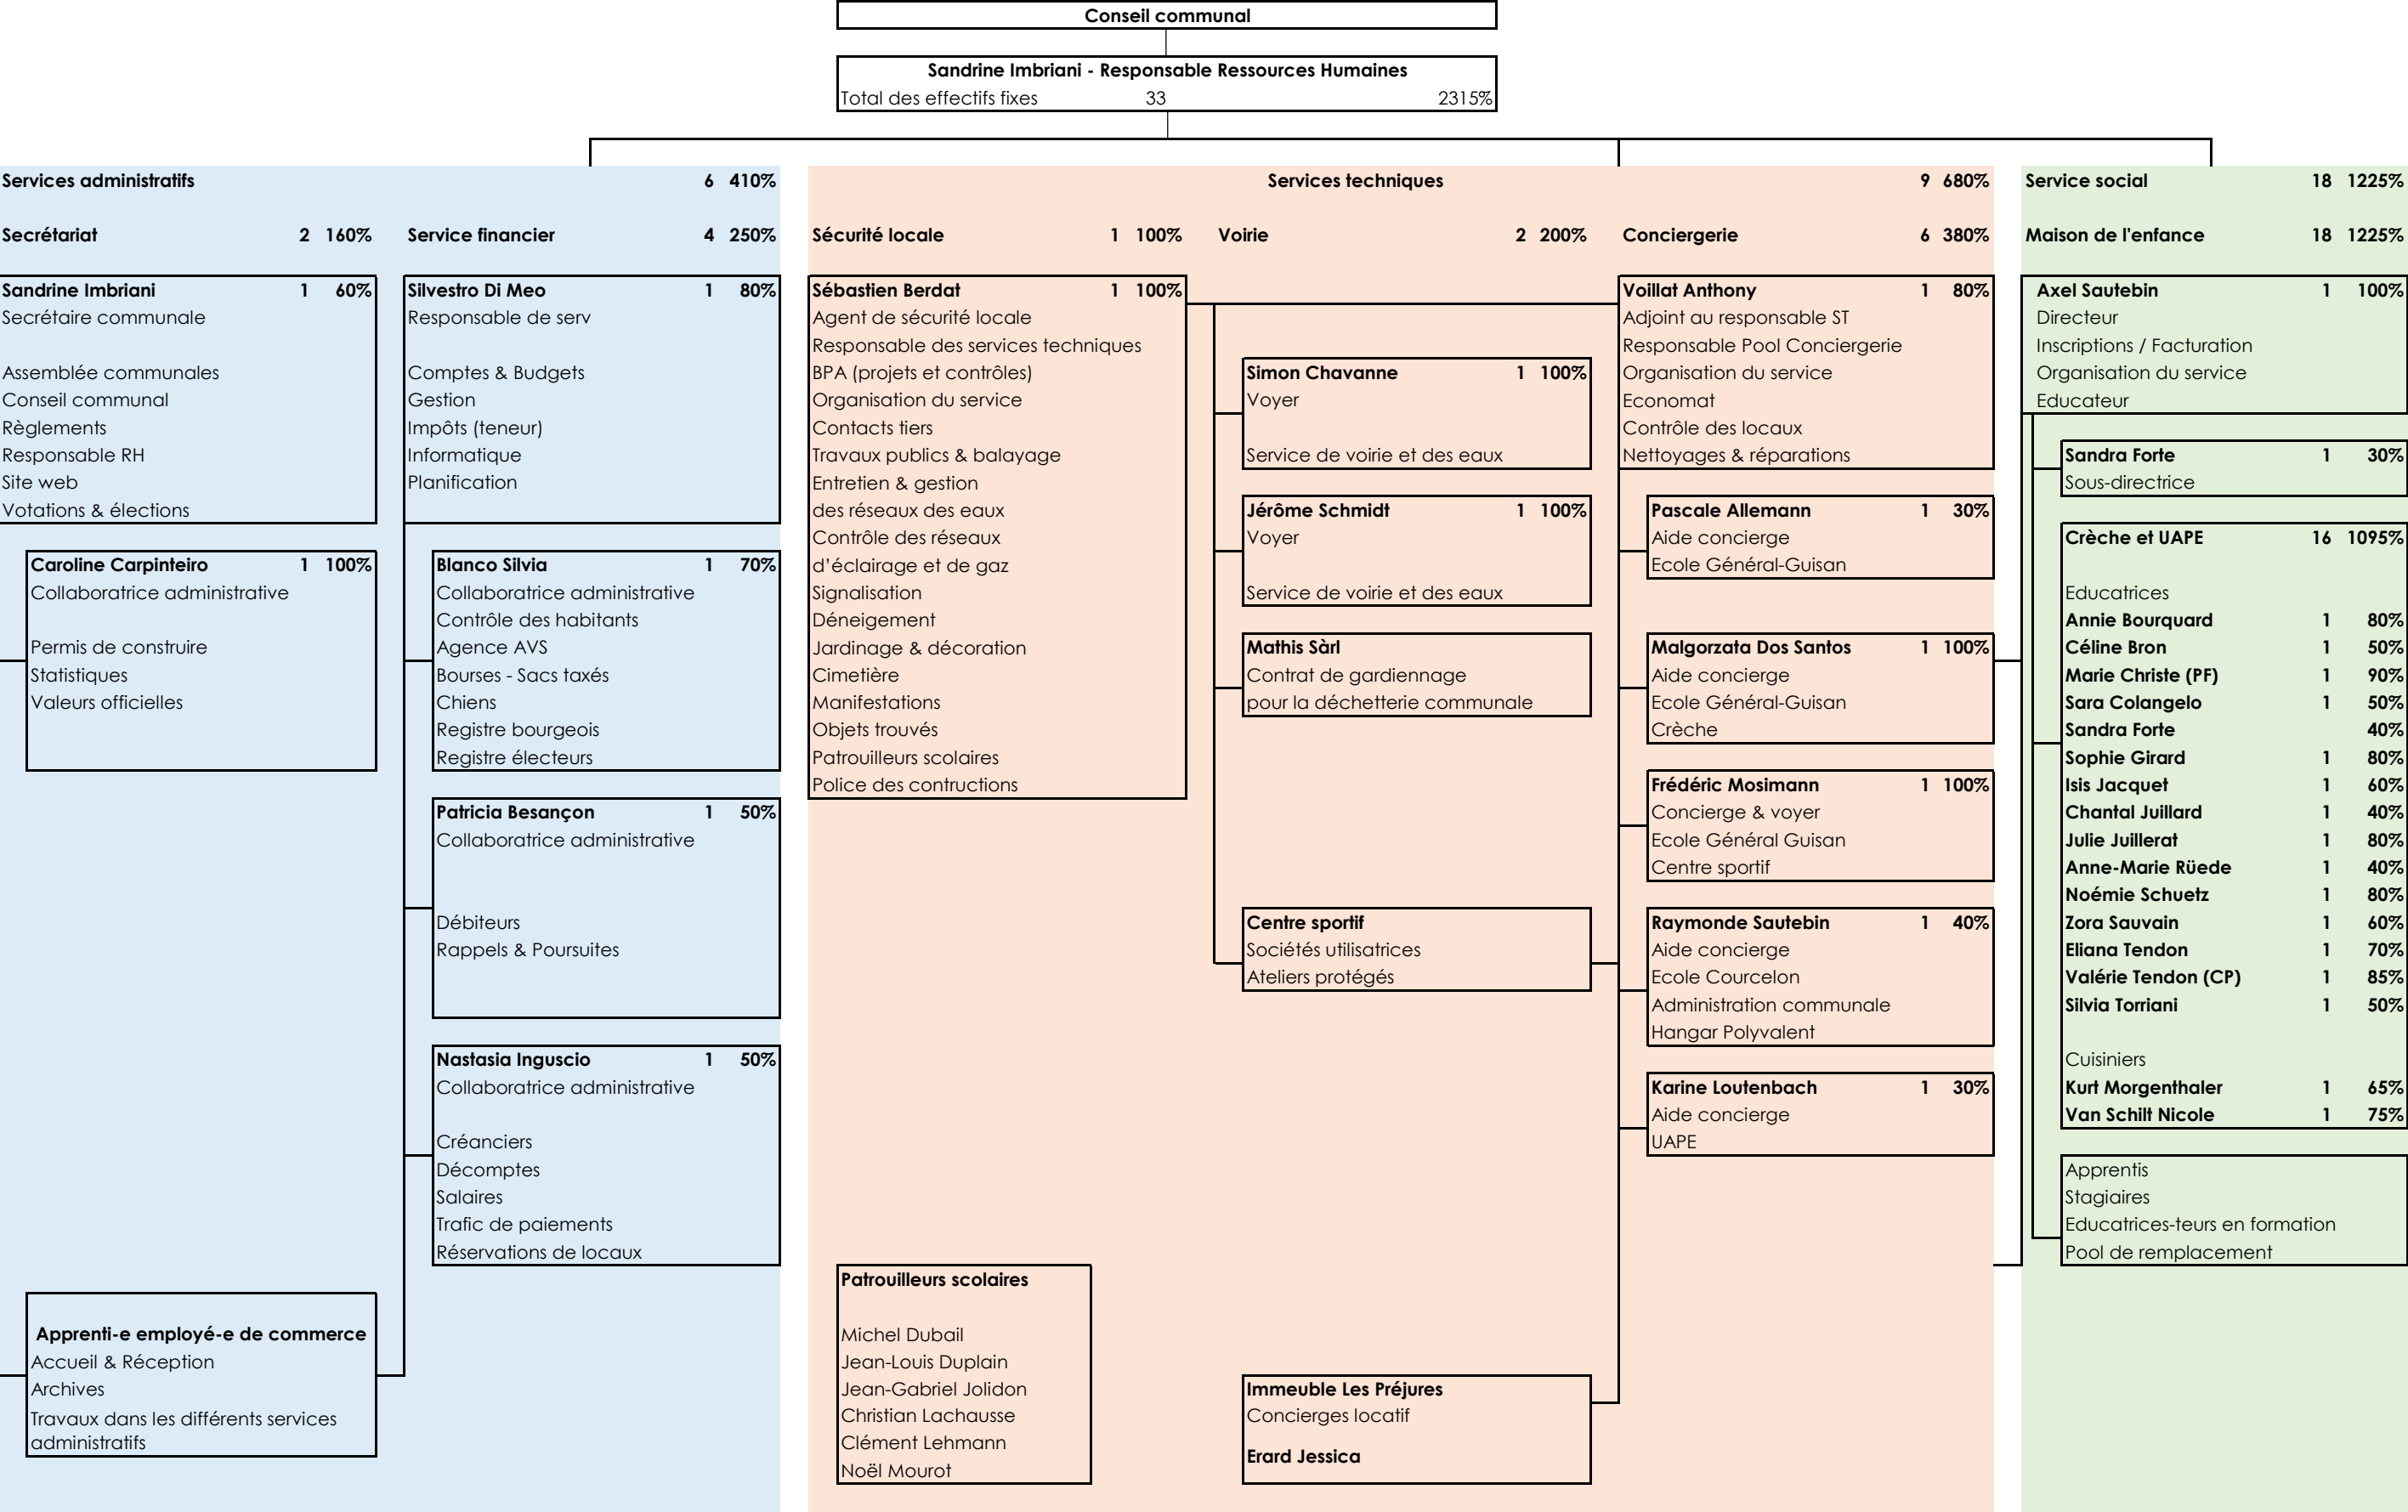 Conseil communal
Sandrine Imbriani - Responsable Ressources Humaines
Total des effectifs fixes 33 2315%
Services administratifs 6 410%
Secrétariat 2 160%
Sandrine Imbriani 1 60%
Secrétaire communale
Assemblée communales
Conseil communal
Règlements
Responsable RH
Site web
Votations & élections
Caroline Carpinteiro 1 100%
Collaboratrice administrative
Permis de construire
Statistiques
Valeurs officielles
Apprenti-e employé-e de commerce
Accueil & Réception
Archives
Travaux dans les différents services
administratifs
Service financier 4 250%
Silvestro Di Meo 1 80%
Responsable de serv
Comptes & Budgets
Gestion
Impôts (teneur)
Informatique
Planification
Blanco Silvia 1 70%
Collaboratrice administrative
Contrôle des habitants
Agence AVS
Bourses - Sacs taxés
Chiens
Registre bourgeois
Registre électeurs
Patricia Besançon 1 50%
Collaboratrice administrative
Débiteurs
Rappels & Poursuites
Nastasia Inguscio 1 50%
Collaboratrice administrative
Créanciers
Décomptes
Salaires
Trafic de paiements
Réservations de locaux
Services techniques 9 680%
Sécurité locale 1 100%
Sébastien Berdat 1 100%
Agent de sécurité locale
Responsable des services techniques
BPA (projets et contrôles)
Organisation du service
Contacts tiers
Travaux publics & balayage
Entretien & gestion
des réseaux des eaux
Contrôle des réseaux
d'éclairage et de gaz
Signalisation
Déneigement
Jardinage & décoration
Cimetière
Manifestations
Objets trouvés
Patrouilleurs scolaires
Police des contructions
Patrouilleurs scolaires
Michel Dubail
Jean-Louis Duplain
Jean-Gabriel Jolidon
Christian Lachausse
Clément Lehmann
Noël Mourot
Voirie 2 200%
Simon Chavanne 1 100%
Voyer
Service de voirie et des eaux
Jérôme Schmidt 1 100%
Voyer
Service de voirie et des eaux
Mathis Sàrl
Contrat de gardiennage
pour la déchetterie communale
Centre sportif
Sociétés utilisatrices
Ateliers protégés
Immeuble Les Préjures
Concierges locatif
Erard Jessica
Conciergerie 6 380%
Voillat Anthony 1 80%
Adjoint au responsable ST
Responsable Pool Conciergerie
Organisation du service
Economat
Contrôle des locaux
Nettoyages & réparations
Pascale Allemann 1 30%
Aide concierge
Ecole Général-Guisan
Malgorzata Dos Santos 1 100%
Aide concierge
Ecole Général-Guisan
Crèche
Frédéric Mosimann 1 100%
Concierge & voyer
Ecole Général Guisan
Centre sportif
Raymonde Sautebin 1 40%
Aide concierge
Ecole Courcelon
Administration communale
Hangar Polyvalent
Karine Loutenbach 1 30%
Aide concierge
UAPE
Service social 18 1225%
Maison de l'enfance 18 1225%
Axel Sautebin 1 100%
Directeur
Inscriptions / Facturation
Organisation du service
Educateur
Sandra Forte 1 30%
Sous-directrice
Crèche et UAPE 16 1095%
Educatrices
Annie Bourquard 1 80%
Céline Bron 1 50%
Marie Christe (PF) 1 90%
Sara Colangelo 1 50%
Sandra Forte 40%
Sophie Girard 1 80%
Isis Jacquet 1 60%
Chantal Juillard 1 40%
Julie Juillerat 1 80%
Anne-Marie Rüede 1 40%
Noémie Schuetz 1 80%
Zora Sauvain 1 60%
Eliana Tendon 1 70%
Valérie Tendon (CP) 1 85%
Silvia Torriani 1 50%
Cuisiniers
Kurt Morgenthaler 1 65%
Van Schilt Nicole 1 75%
Apprentis
Stagiaires
Educatrices-teurs en formation
Pool de remplacement